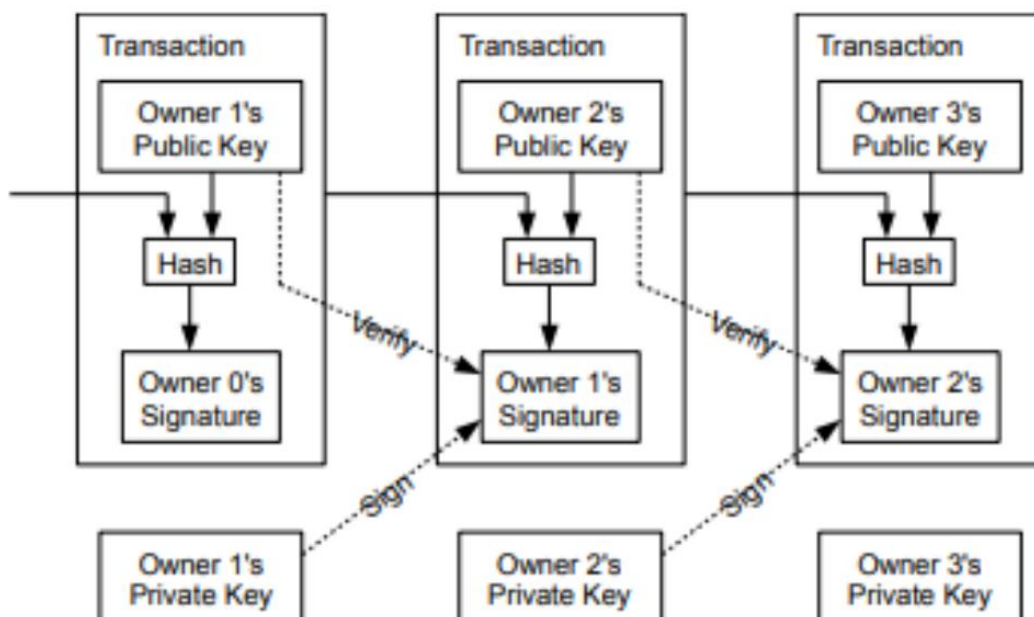 Transaction
Transaction
Transaction
Owner 1's
Public Key
Owner 2's
Public Key
Owner 3's
Public Key
Hash
Hash
Hash
Verify
Verify
Owner 0's
Signature
Owner 1's
Signature
Owner 2's
Signature
Sign
Sign
Owner 1's
Private Key
Owner 2's
Private Key
Owner 3's
Private Key